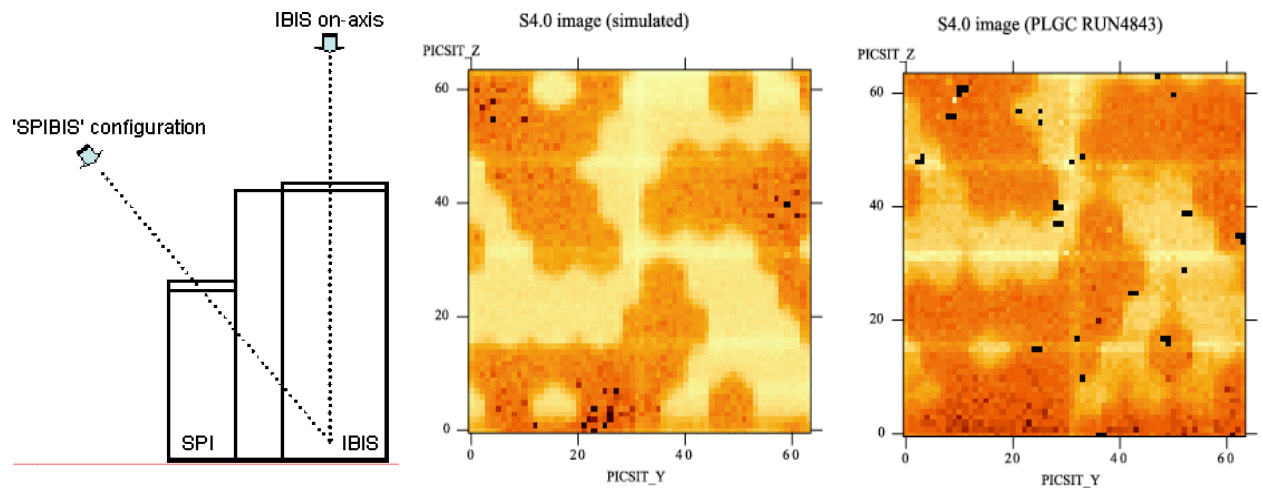 IBIS on-axis
'SPIBIS' configuration
SPI
IBIS
S4.0 image (simulated)
PICSIT_Z
60
40
20
0
0
20
40
60
PICSIT_Y
S4.0 image (PLGC RUN4843)
PICSIT_Z
60
40
20
0
0
20
40
60
PICSIT_Y